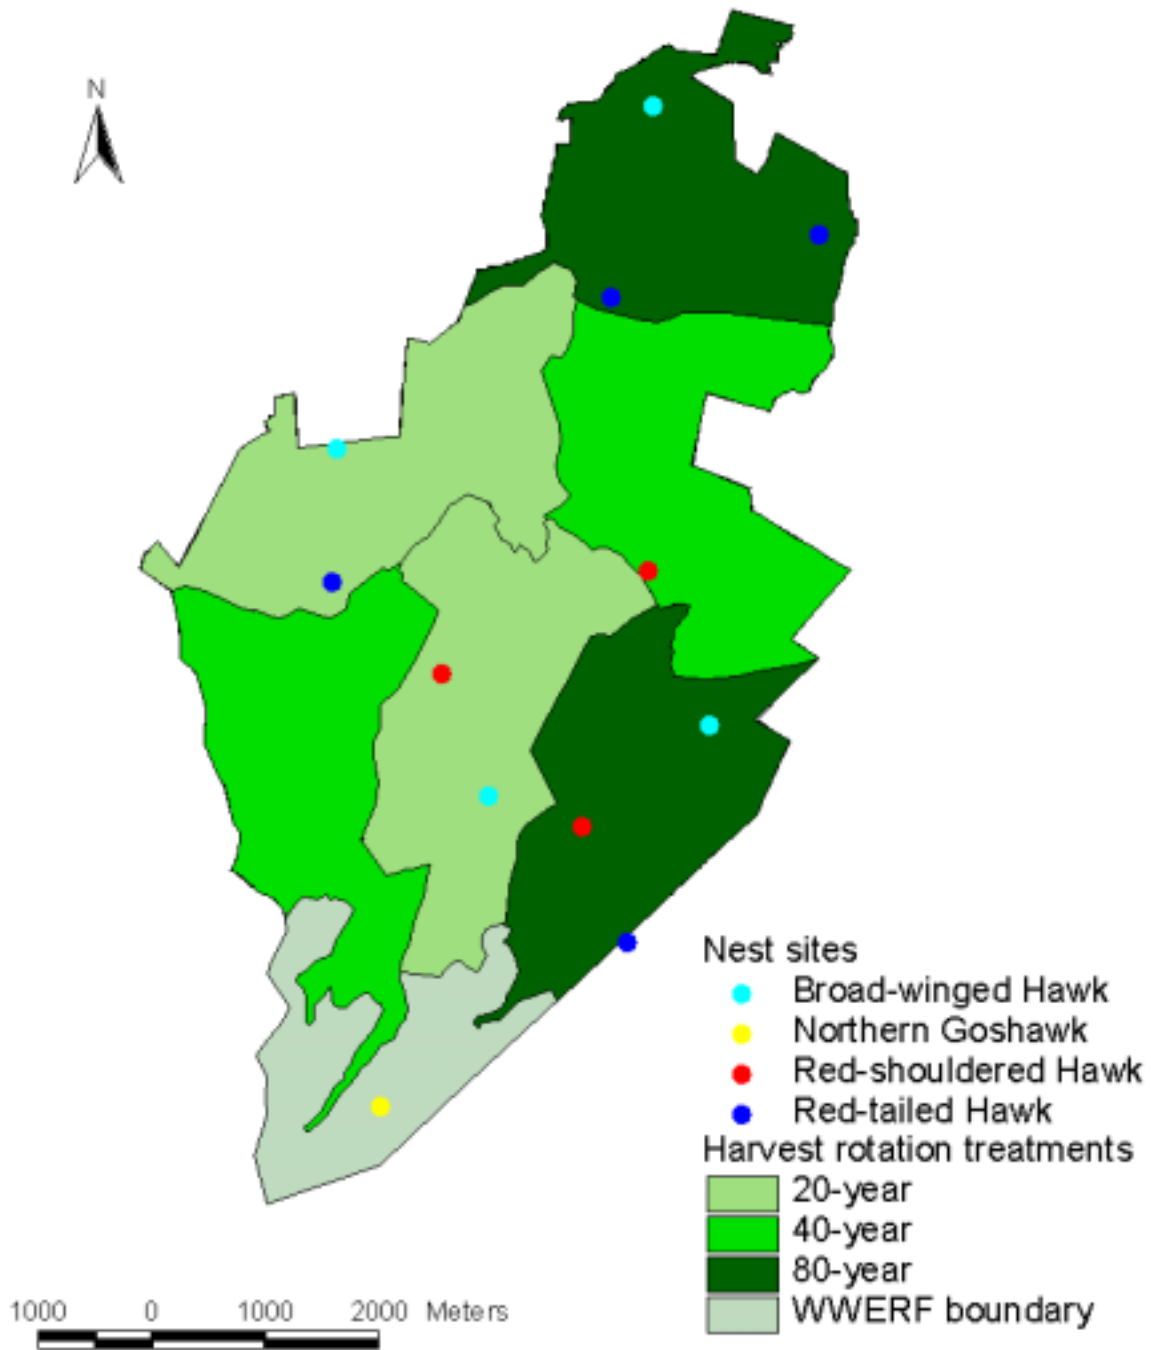 N
Nest sites
Broad-winged Hawk
Northern Goshawk
Red-shouldered Hawk
Red-tailed Hawk
Harvest rotation treatments
20-year
40-year
80-year
WWERF boundary
1000 0 1000 2000 Meters